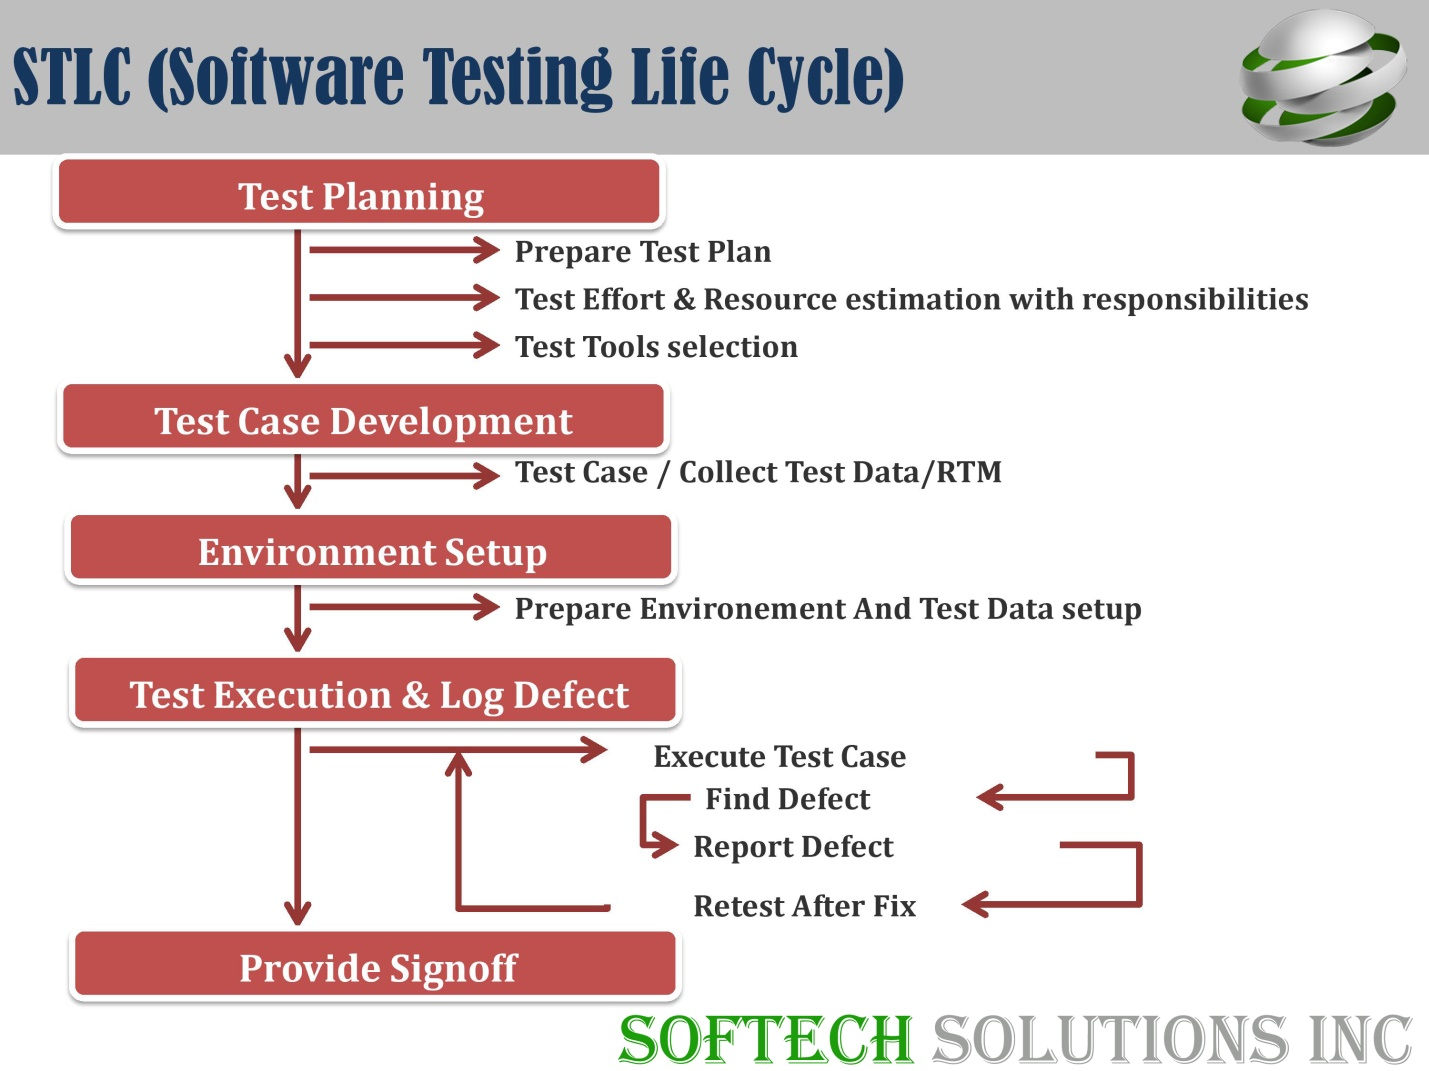 STLC (Software Testing Life Cycle)
Test Planning
Prepare Test Plan
Test Effort & Resource estimation with responsibilities
Test Tools selection
Test Case Development
Test Case / Collect Test Data/RTM
Environment Setup
Prepare Environement And Test Data setup
Test Execution & Log Defect
Execute Test Case
Find Defect
Report Defect
Retest After Fix
Provide Signoff
SOFTECH SOLUTIONS INC